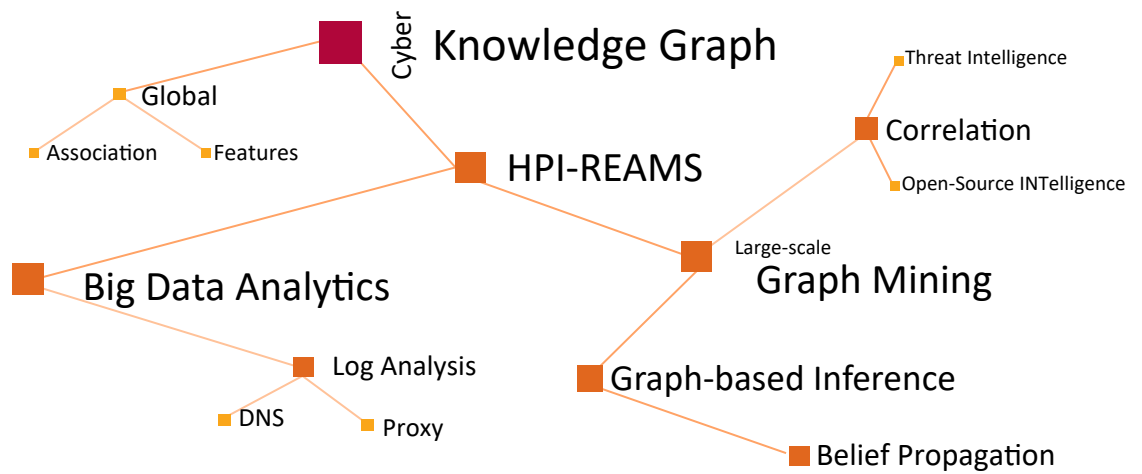 Cyber
Knowledge Graph
Threat Intelligence
Global
Correlation
Association
Features
HPI-REAMS
Open-Source INTelligence
Large-scale
Graph Mining
Big Data Analytics
Log Analysis
Graph-based Inference
DNS
Proxy
Belief Propagation